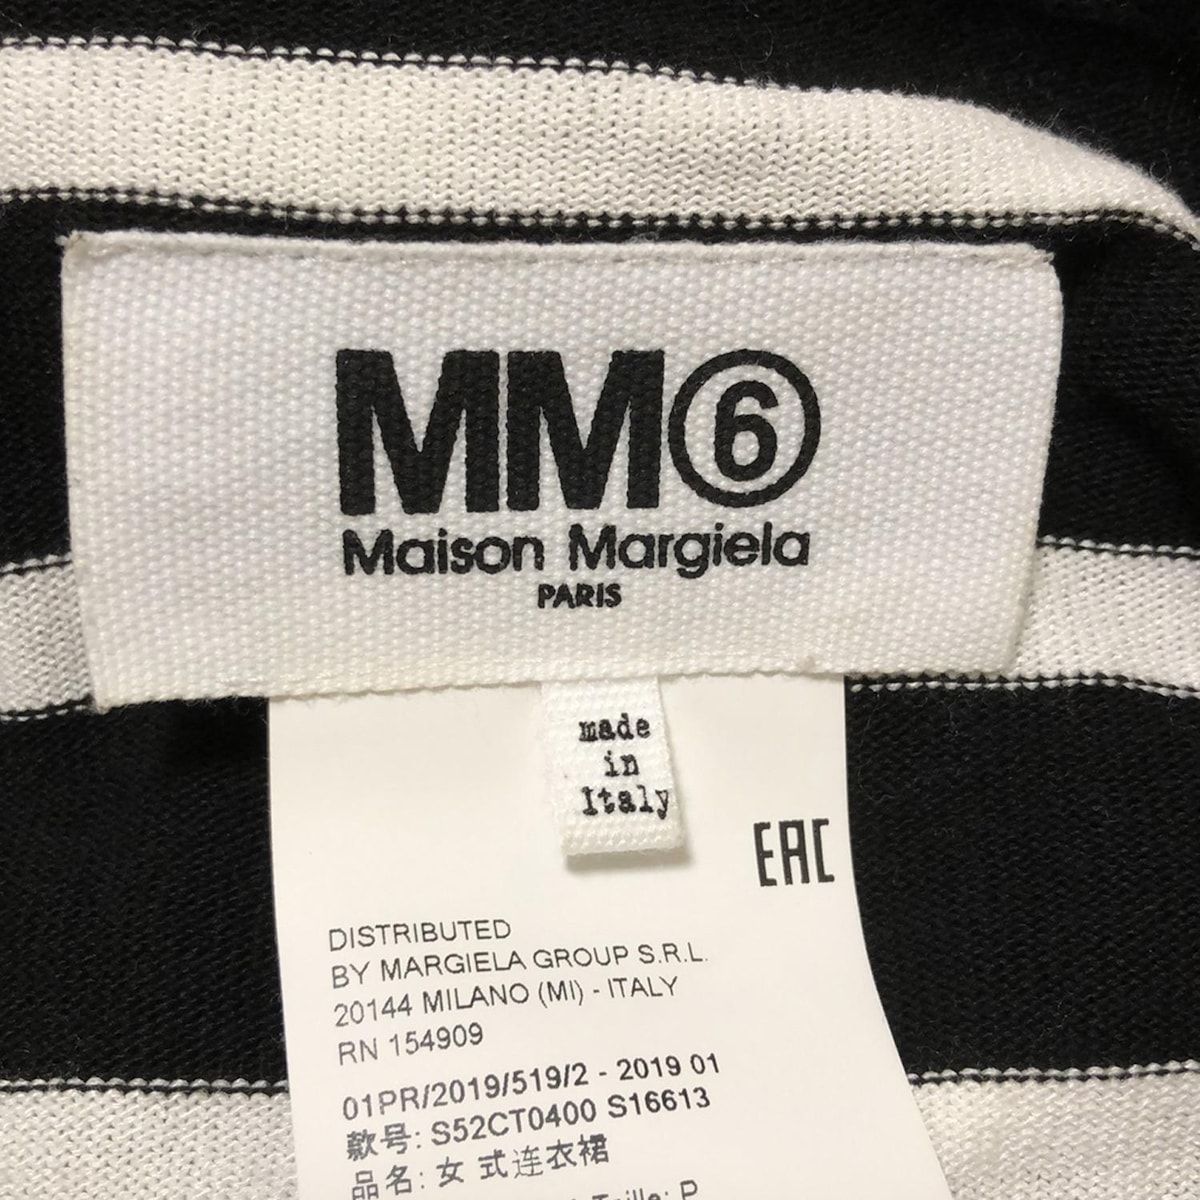 MM⑥
Maison Margiela
PARIS
made
in
Italy
EAC
DISTRIBUTED
BY MARGIELA GROUP S.R.L.
20144 MILANO (MI) - ITALY
RN 154909
01PR/2019/519/2 - 2019 01
款号: S52CT0400 S16613
品名: 女 式连衣裙
Taille: P